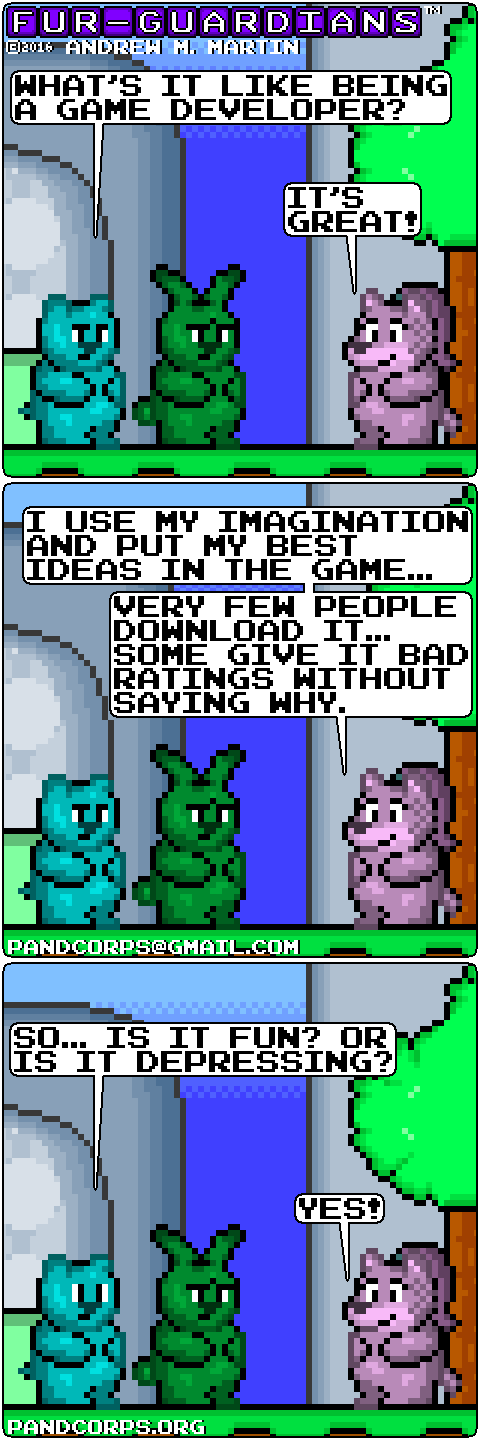 FUR-GUARDIANS™
©2016 ANDREW M. MARTIN
WHAT'S IT LIKE BEING
A GAME DEVELOPER?
IT'S
GREAT!
I USE MY IMAGINATION
AND PUT MY BEST
IDEAS IN THE GAME...
VERY FEW PEOPLE
DOWNLOAD IT...
SOME GIVE IT BAD
RATINGS WITHOUT
SAYING WHY.
PANDCORPS@GMAIL.COM
SO... IS IT FUN? OR
IS IT DEPRESSING?
YES!
PANDCORPS.ORG